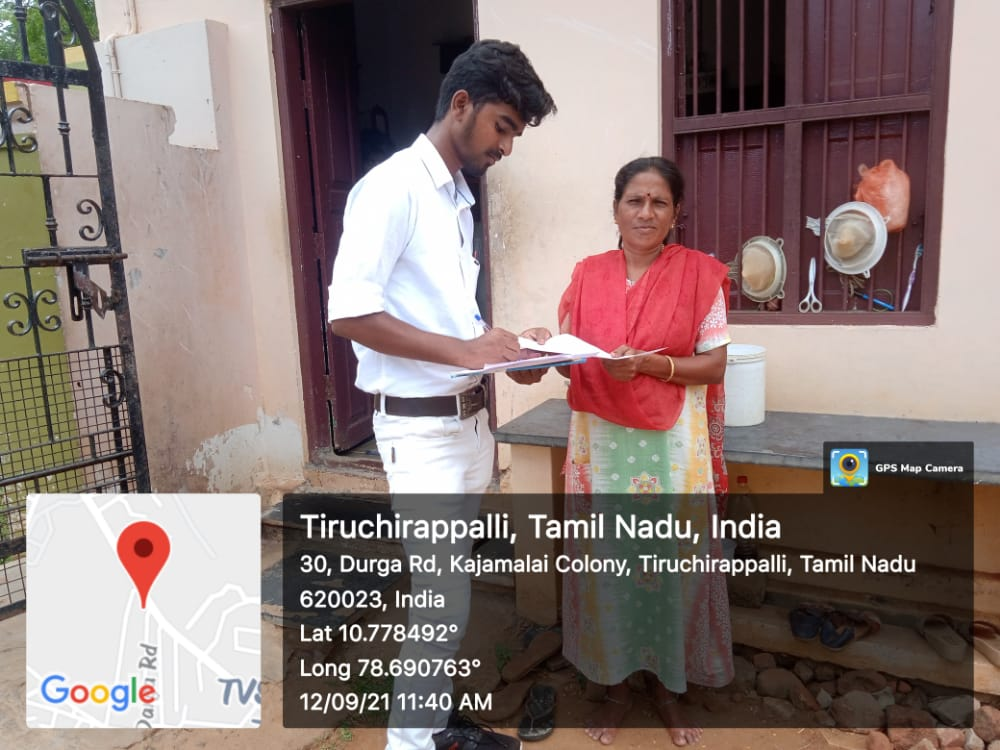 GPS Map Camera
Tiruchirappalli, Tamil Nadu, India
30, Durga Rd, Kajamalai Colony, Tiruchirappalli, Tamil Nadu
620023, India
Lat 10.778492°
Long 78.690763°
12/09/21 11:40 AM
Google
Rd
TVS